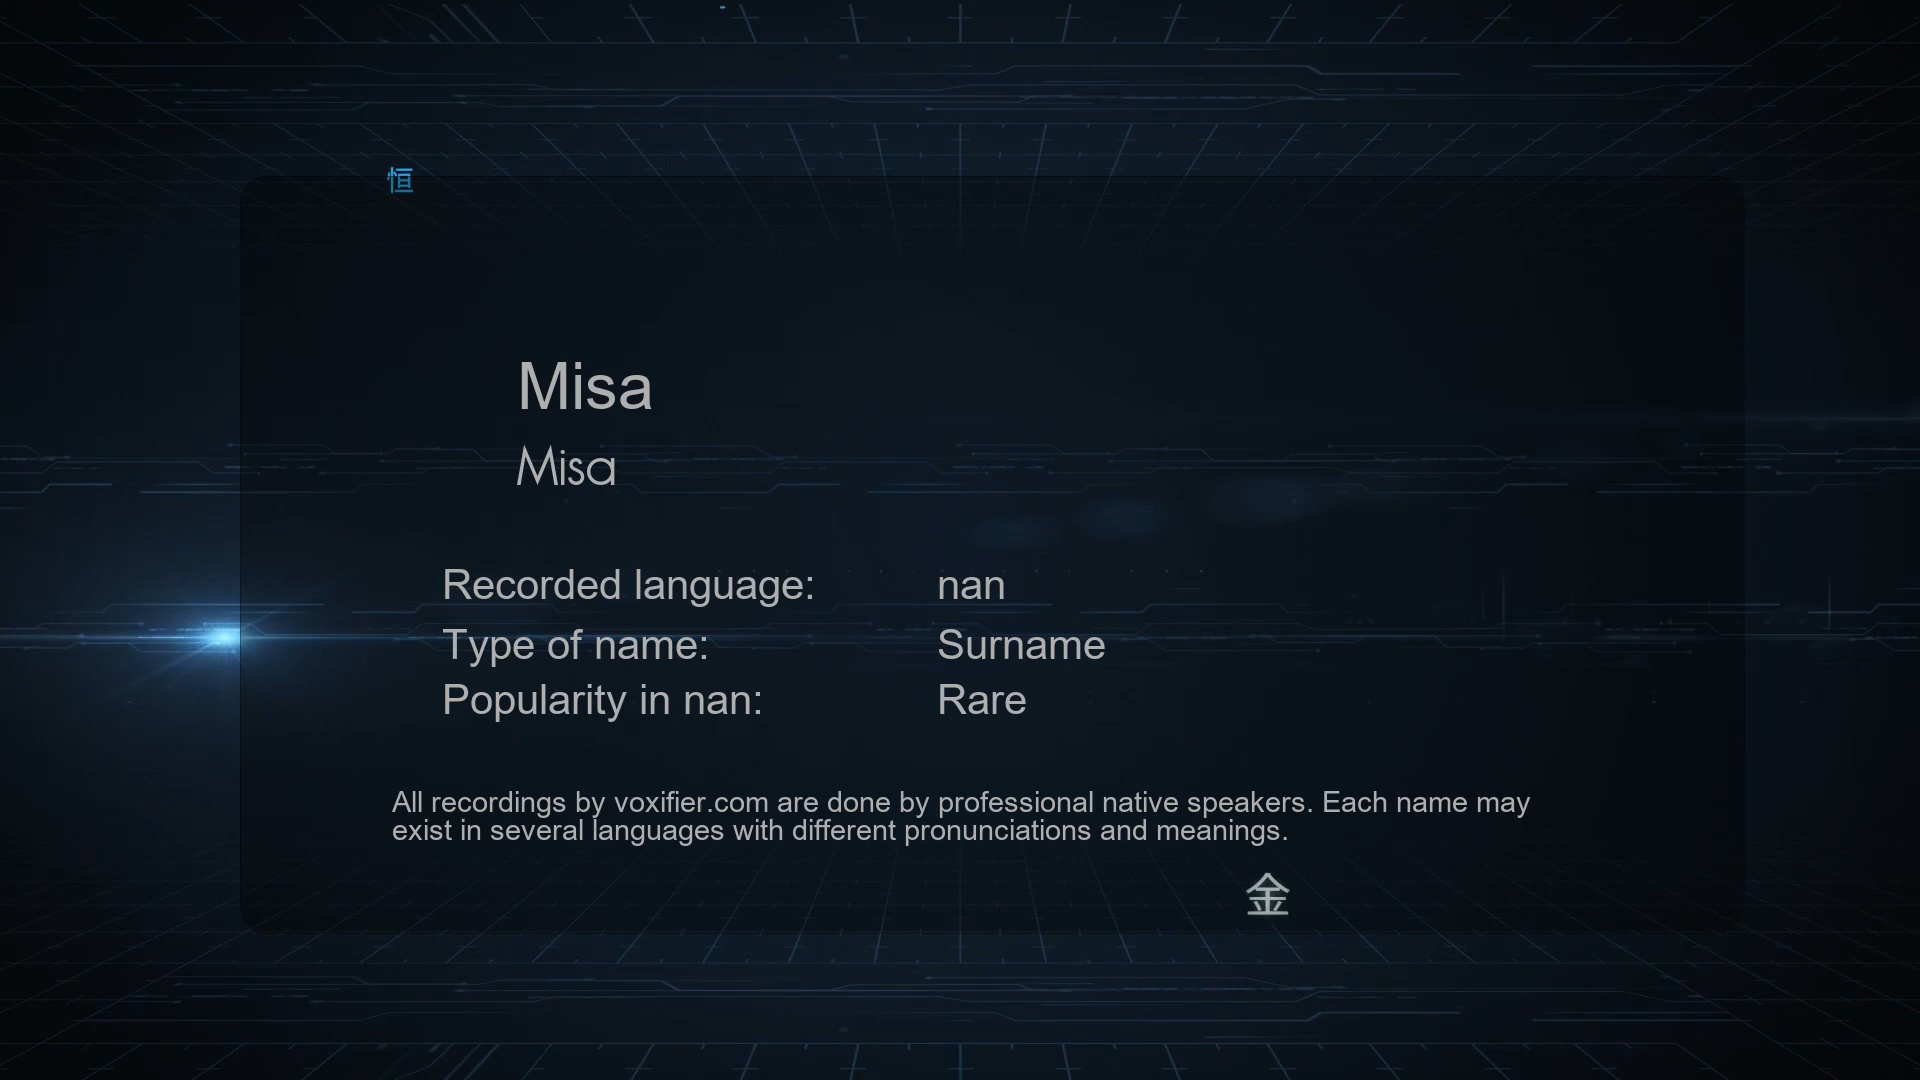 恒
Misa
Misa
Recorded language: nan
Type of name: Surname
Popularity in nan: Rare
All recordings by voxifier.com are done by professional native speakers. Each name may
exist in several languages with different pronunciations and meanings.
金